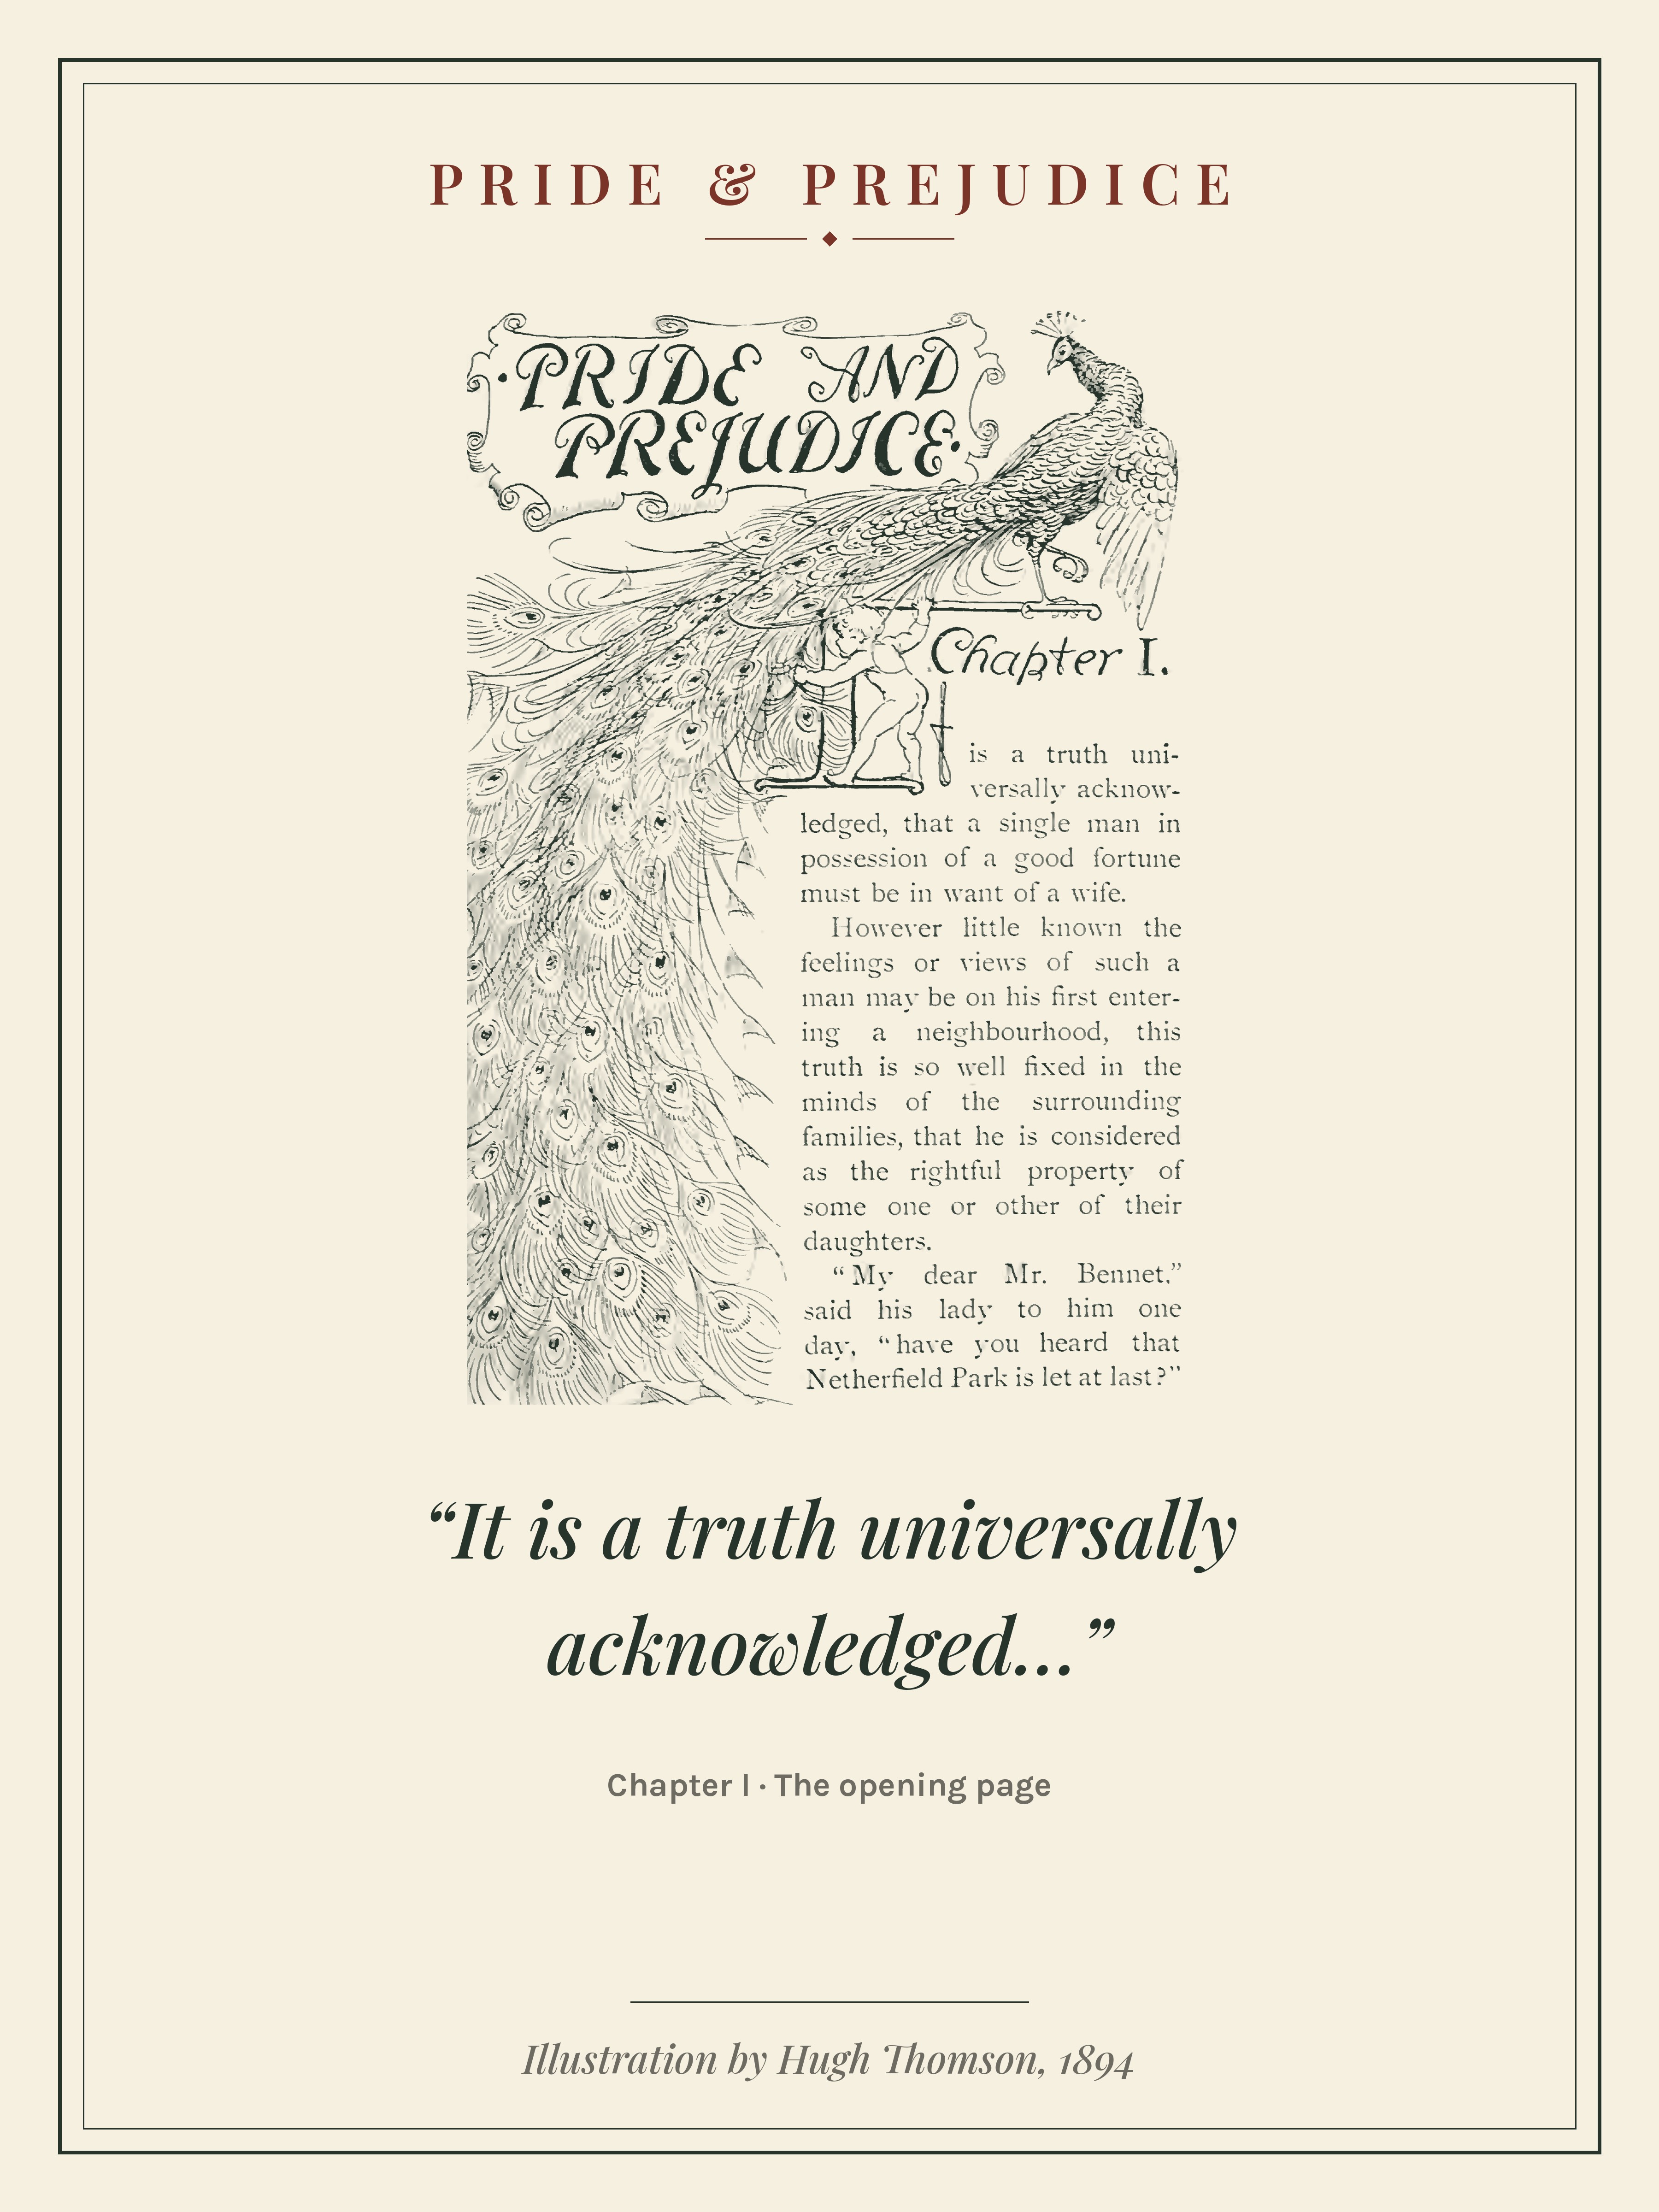 PRIDE & PREJUDICE
·PRIDE AND
PREJUDICE·
Chapter I.
It is a truth uni-
versally acknow-
ledged, that a single man in
possession of a good fortune
must be in want of a wife.
However little known the
feelings or views of such a
man may be on his first enter-
ing a neighbourhood, this
truth is so well fixed in the
minds of the surrounding
families, that he is considered
as the rightful property of
some one or other of their
daughters.
“My dear Mr. Bennet,”
said his lady to him one
day, “have you heard that
Netherfield Park is let at last?”
“It is a truth universally
acknowledged...”
Chapter I · The opening page
Illustration by Hugh Thomson, 1894